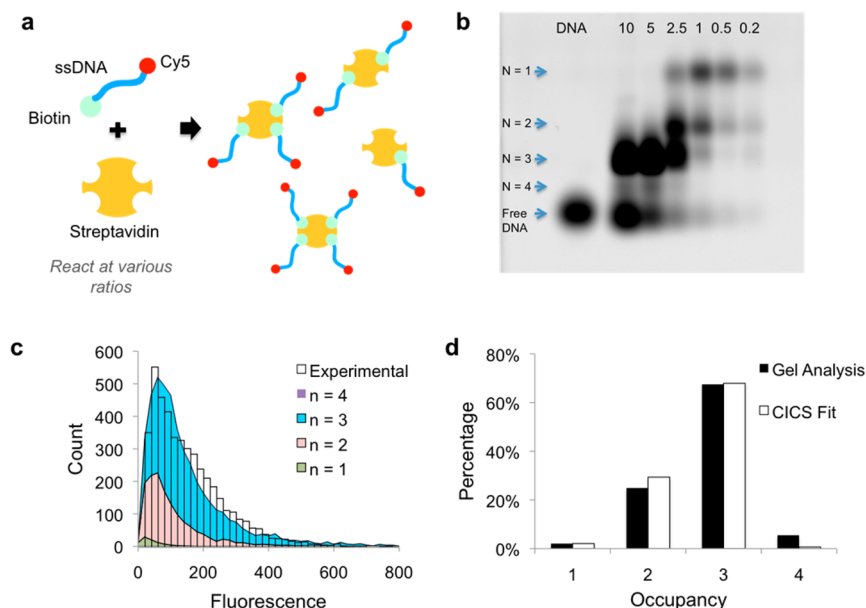 a
ssDNA
Cy5
Biotin
Streptavidin
React at various
ratios
b
DNA 10 5 2.5 1 0.5 0.2
N = 1
N = 2
N = 3
N = 4
Free
DNA
c
600
500
400
300
200
100
0
Count
0 200 400 600 800
Fluorescence
Experimental
n = 4
n = 3
n = 2
n = 1
d
80%
60%
40%
20%
0%
Percentage
1 2 3 4
Occupancy
Gel Analysis
CICS Fit